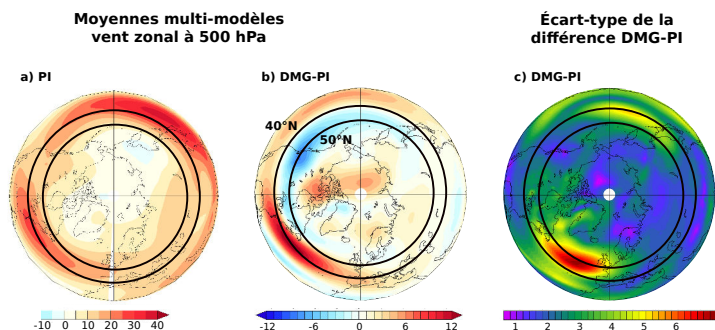 Moyennes multi-modèles
vent zonal à 500 hPa
Écart-type de la
différence DMG-PI
a) PI
b) DMG-PI
c) DMG-PI
40°N
50°N
-10 0 10 20 30 40
-12 -6 0 6 12
1 2 3 4 5 6